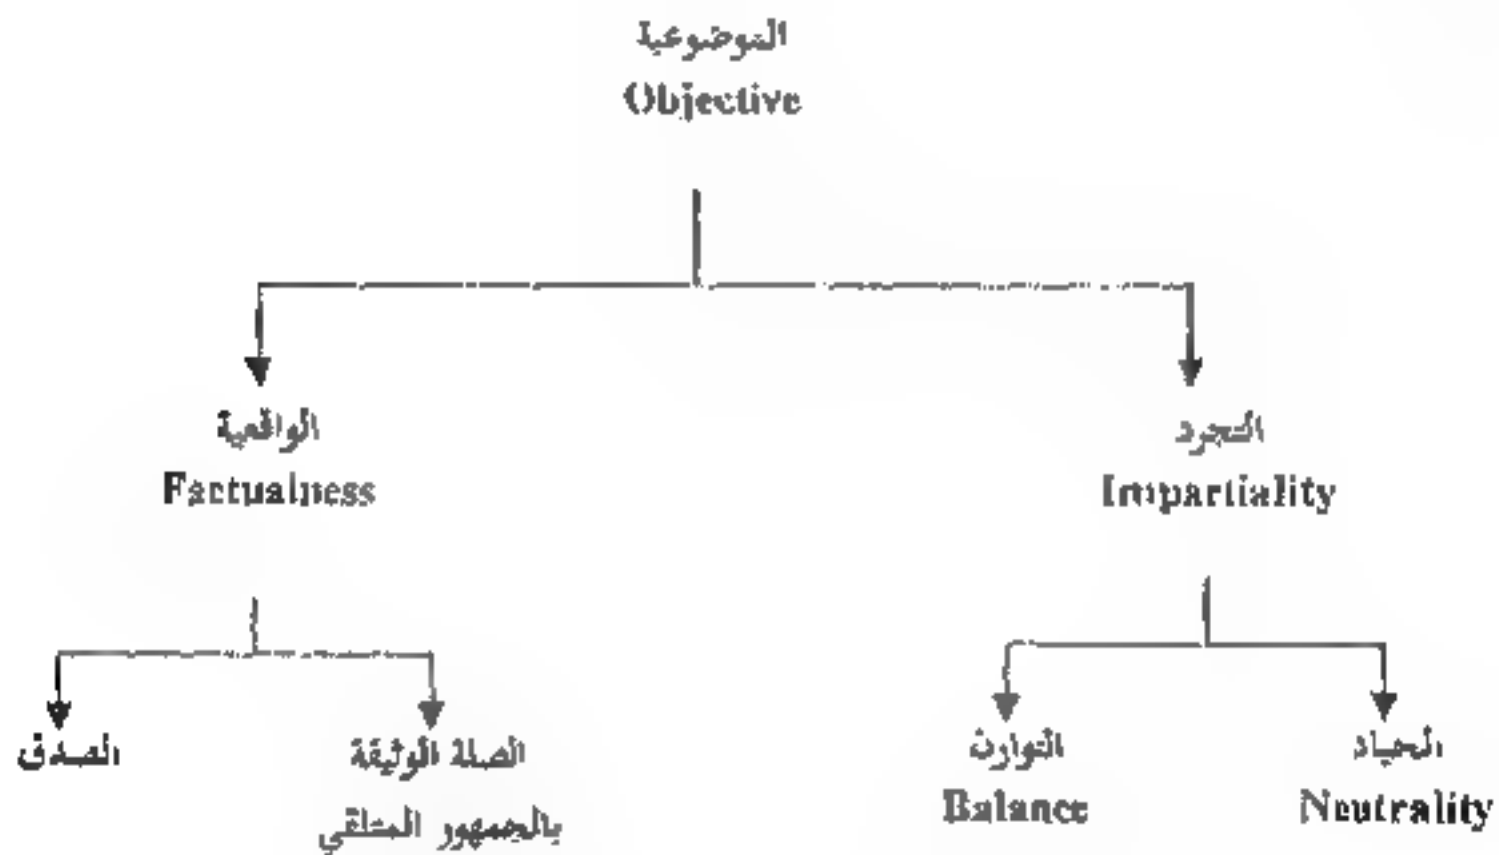 الموضوعية
Objective
التجرد
Impartiality
الواقعية
Factualness
الحياد
Neutrality
التوازن
Balance
الصلة الوثيقة
بالجمهور المتلقي
الصدق